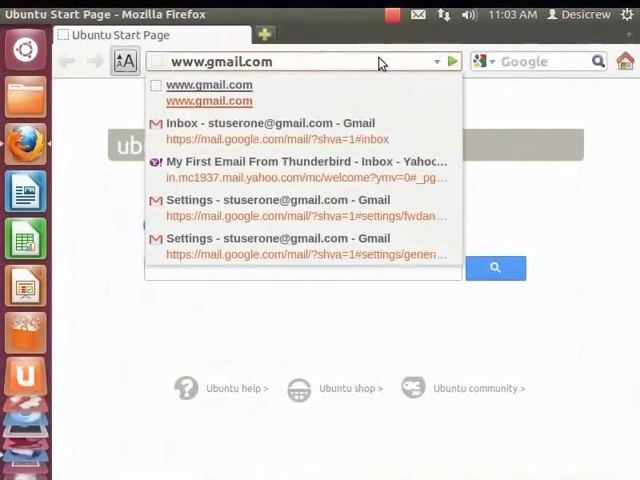 Ubuntu Start Page - Mozilla Firefox
11:03 AM
Desicrew
Ubuntu Start Page
AA
www.gmail.com
Google
www.gmail.com
www.gmail.com
Inbox - stuserone@gmail.com - Gmail
https://mail.google.com/mail/?shva=1#inbox
My First Email From Thunderbird - Inbox - Yahoo...
in.mc1937.mail.yahoo.com/mc/welcome?ymv=0#_pg...
Settings - stuserone@gmail.com - Gmail
https://mail.google.com/mail/?shva=1#settings/fwdan...
Settings - stuserone@gmail.com - Gmail
https://mail.google.com/mail/?shva=1#settings/gener...
ub
Ubuntu help >
Ubuntu shop >
Ubuntu community >